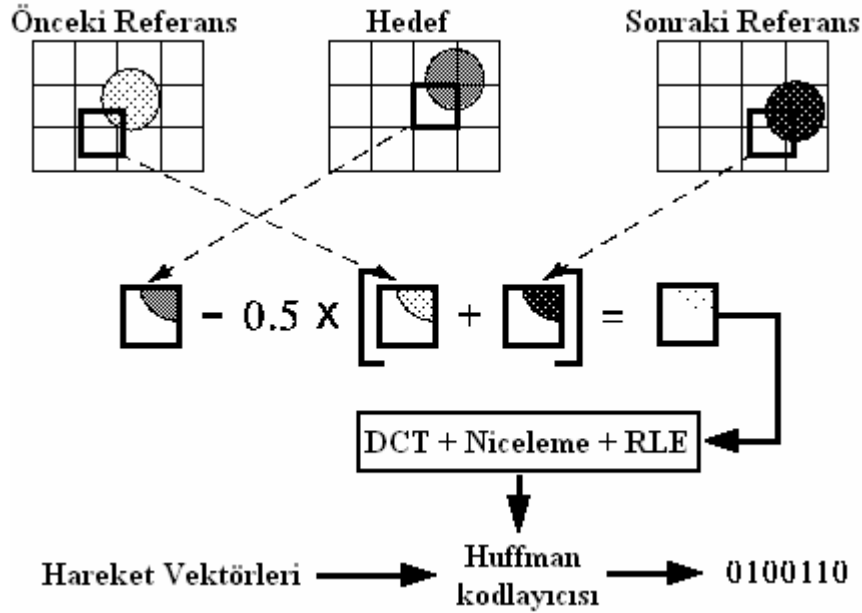 Önceki Referans
Hedef
Sonraki Referans
- 0.5 x [ + ] =
DCT + Niceleme + RLE
Hareket Vektörleri
Huffman
kodlayıcısı
0100110